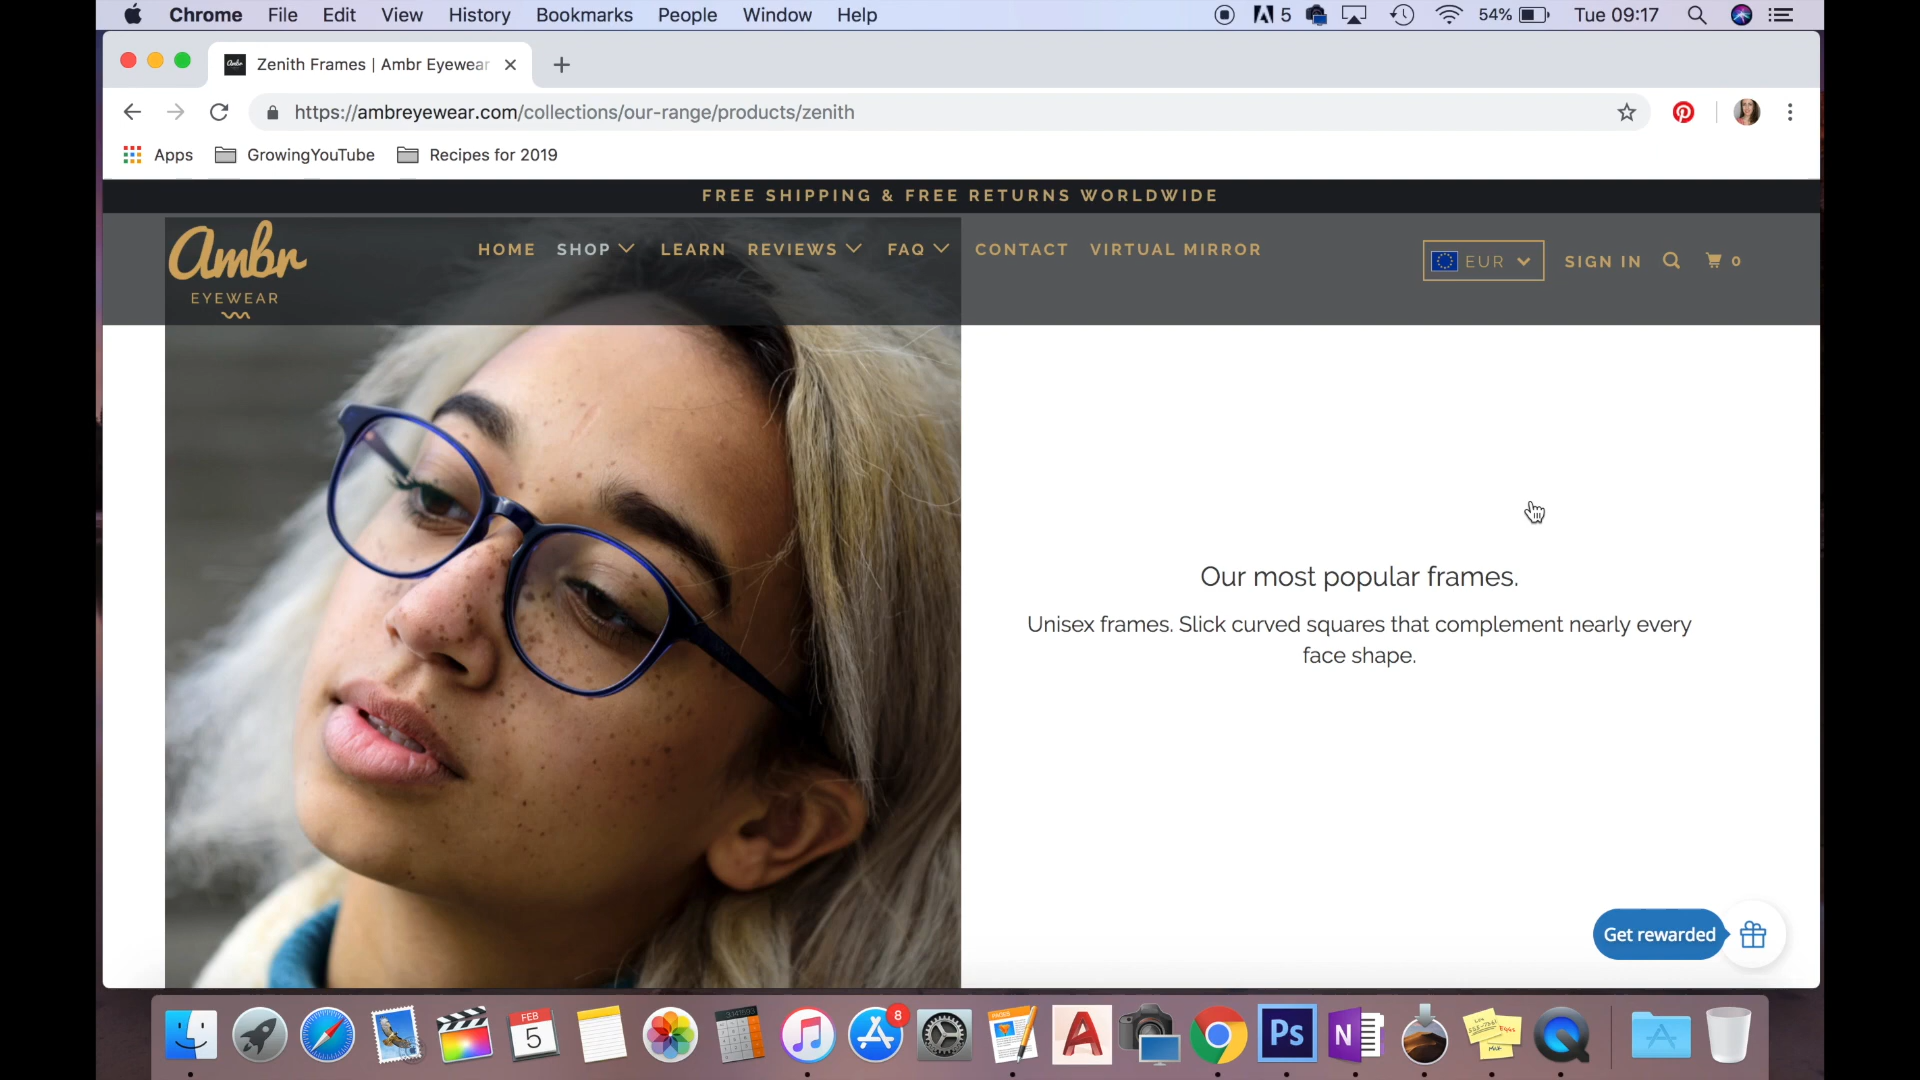 Chrome File Edit View History Bookmarks People Window Help
5 54% Tue 09:17
Zenith Frames | Ambr Eyewear
https://ambreyewear.com/collections/our-range/products/zenith
Apps GrowingYouTube Recipes for 2019
FREE SHIPPING & FREE RETURNS WORLDWIDE
Ambr
EYEWEAR
HOME SHOP LEARN REVIEWS FAQ CONTACT VIRTUAL MIRROR
EUR SIGN IN 0
Our most popular frames.
Unisex frames. Slick curved squares that complement nearly every
face shape.
Get rewarded
FEB
5
8
PAGES
Ps
N